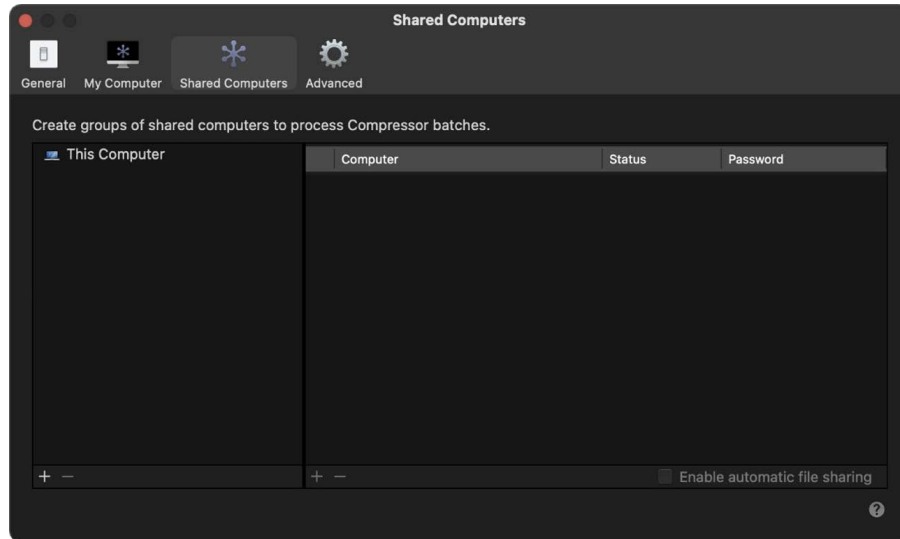 Shared Computers
General My Computer Shared Computers Advanced
Create groups of shared computers to process Compressor batches.
This Computer
Computer Status Password
+ − + − Enable automatic file sharing
?